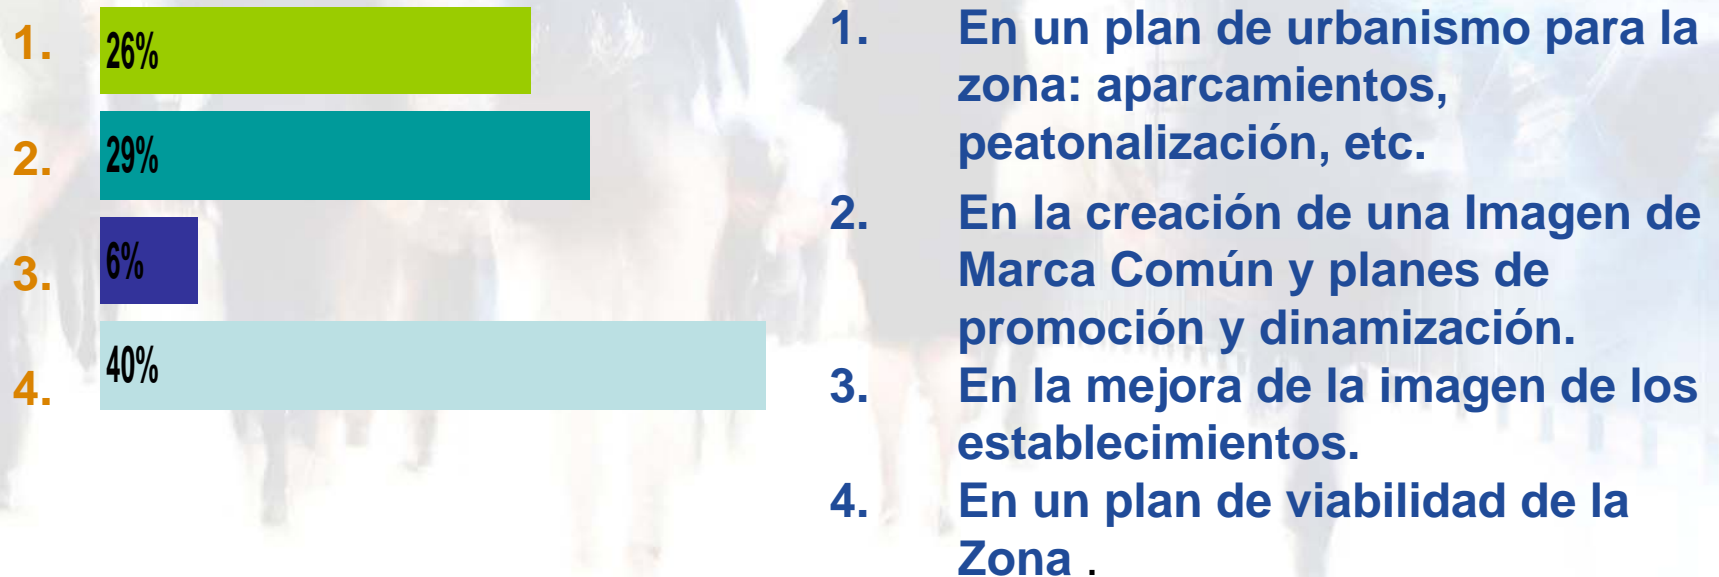 1. 26%
2. 29%
3. 6%
4. 40%
1. En un plan de urbanismo para la
zona: aparcamientos,
peatonalización, etc.
2. En la creación de una Imagen de
Marca Común y planes de
promoción y dinamización.
3. En la mejora de la imagen de los
establecimientos.
4. En un plan de viabilidad de la
Zona .